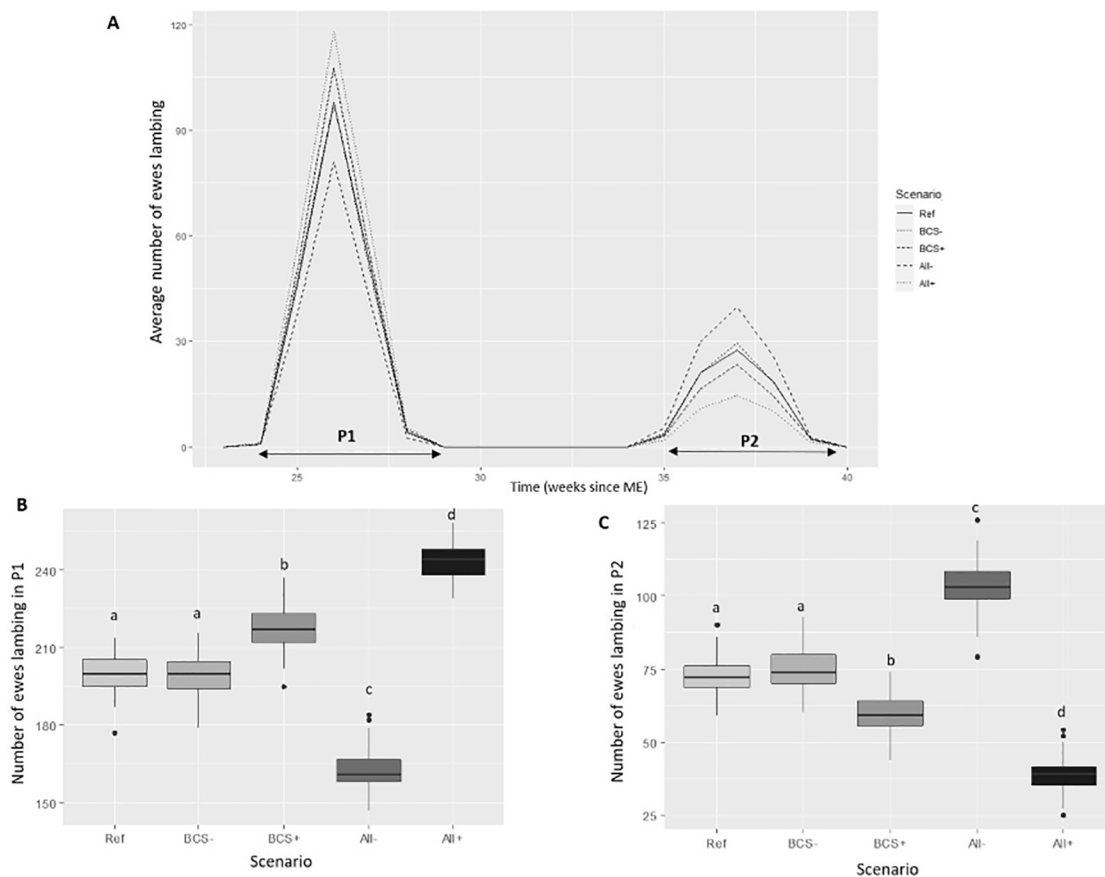 A
120
90
60
30
0
Average number of ewes lambing
P1
P2
25
30
35
40
Time (weeks since ME)
Scenario
Ref
BCS-
BCS+
All-
All+
B
240
210
180
150
Number of ewes lambing in P1
a
a
b
c
d
Ref
BCS-
BCS+
All-
All+
Scenario
C
125
100
75
50
25
Number of ewes lambing in P2
a
a
b
c
d
Ref
BCS-
BCS+
All-
All+
Scenario